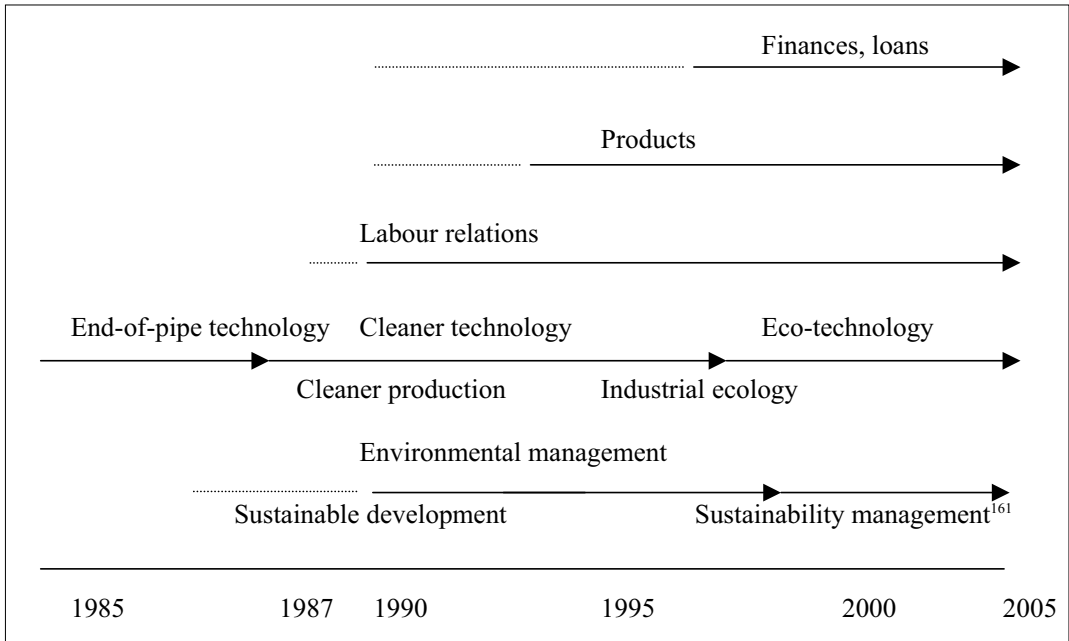 Finances, loans
Products
Labour relations
End-of-pipe technology Cleaner technology Eco-technology
Cleaner production Industrial ecology
Environmental management
Sustainable development Sustainability management161
1985 1987 1990 1995 2000 2005